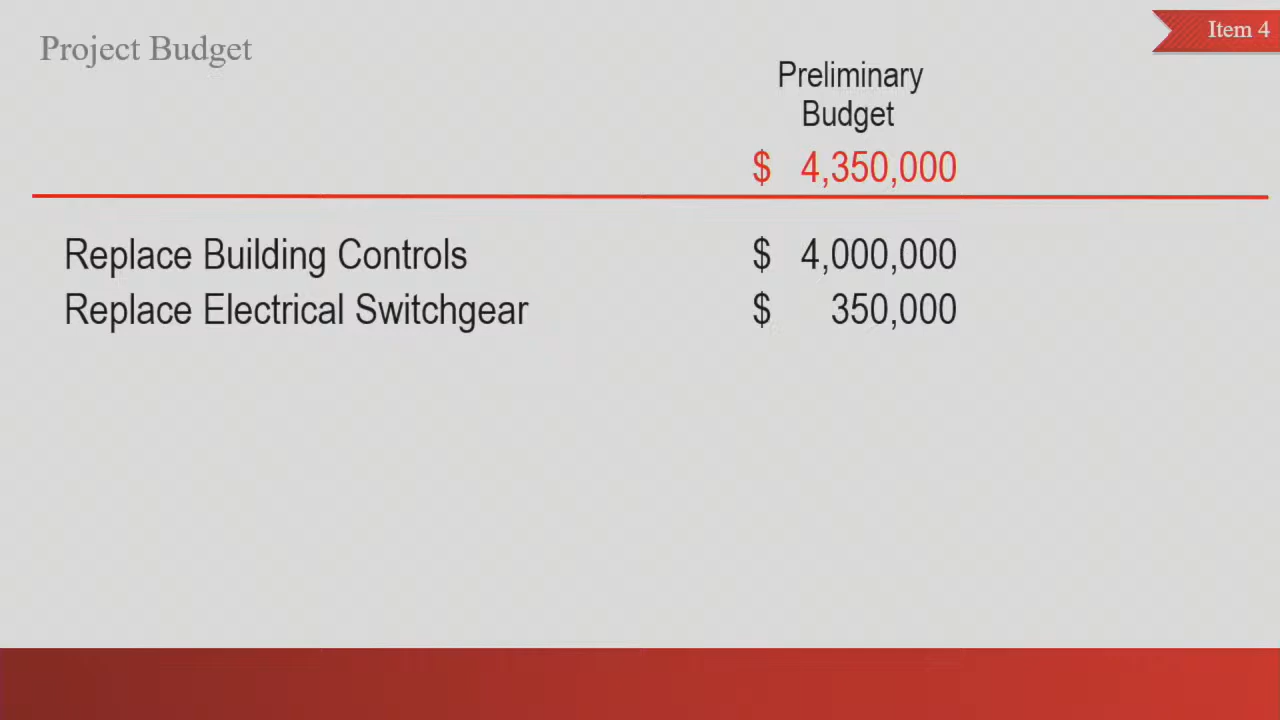 Project Budget
Item 4
Preliminary
Budget
$ 4,350,000
Replace Building Controls $ 4,000,000
Replace Electrical Switchgear $ 350,000